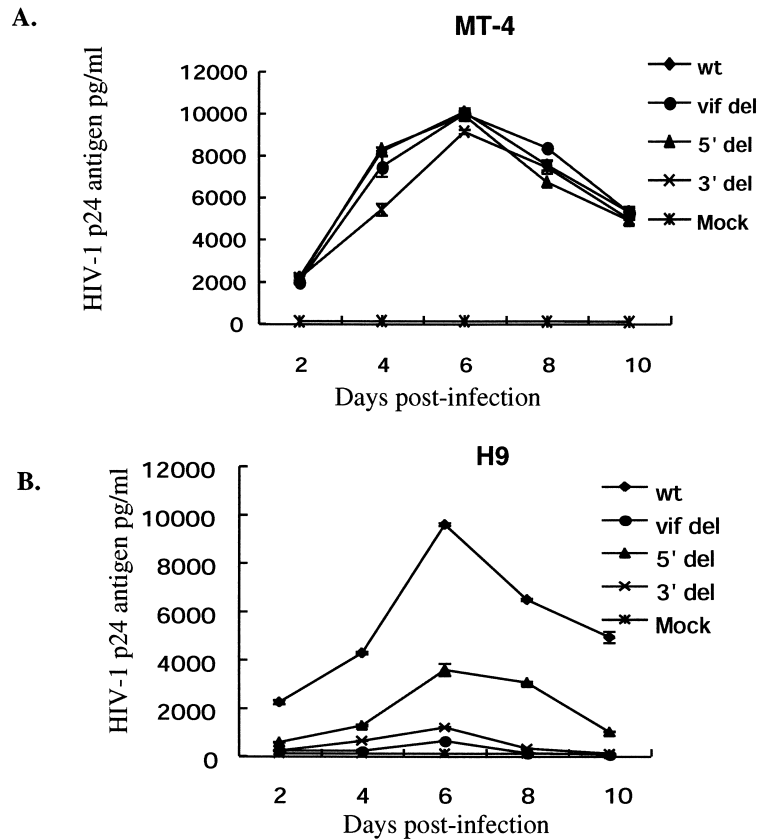 A.
MT-4
HIV-1 p24 antigen pg/ml
12000
10000
8000
6000
4000
2000
0
2 4 6 8 10
Days post-infection
wt
vif del
5' del
3' del
Mock
B.
H9
HIV-1 p24 antigen pg/ml
12000
10000
8000
6000
4000
2000
0
2 4 6 8 10
Days post-infection
wt
vif del
5' del
3' del
Mock